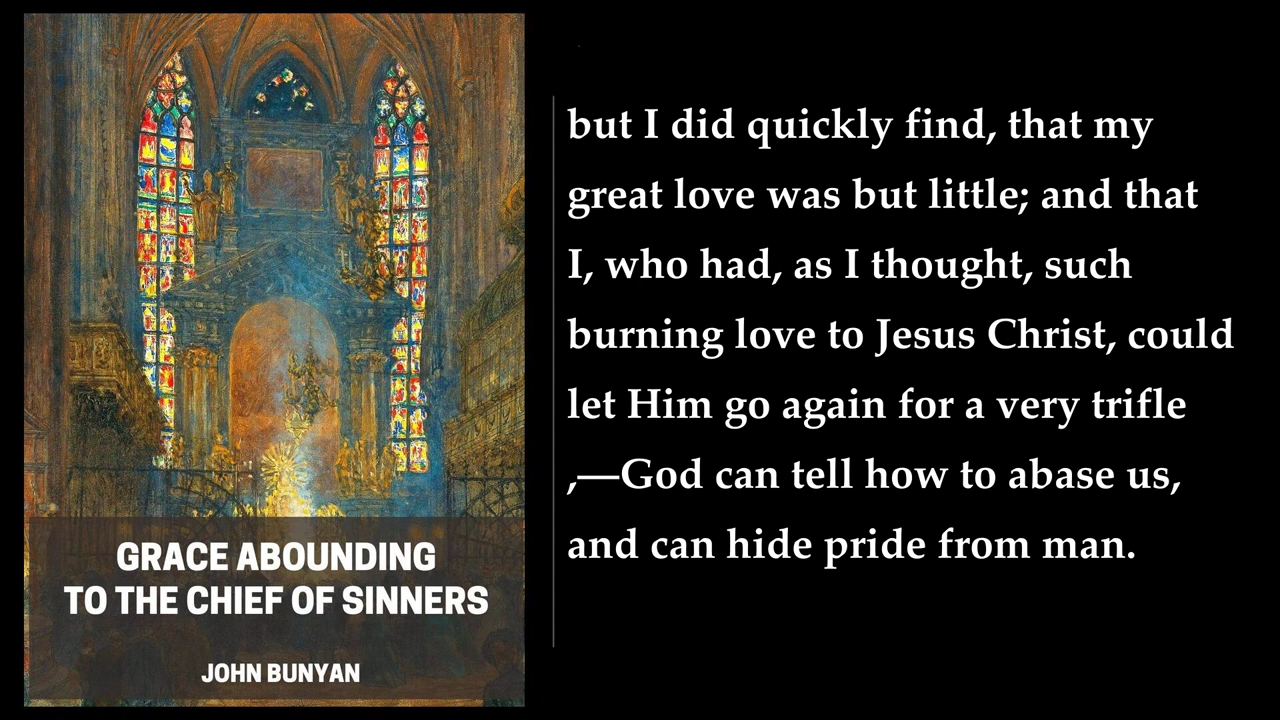 GRACE ABOUNDING
TO THE CHIEF OF SINNERS
JOHN BUNYAN
but I did quickly find, that my
great love was but little; and that
I, who had, as I thought, such
burning love to Jesus Christ, could
let Him go again for a very trifle
,—God can tell how to abase us,
and can hide pride from man.